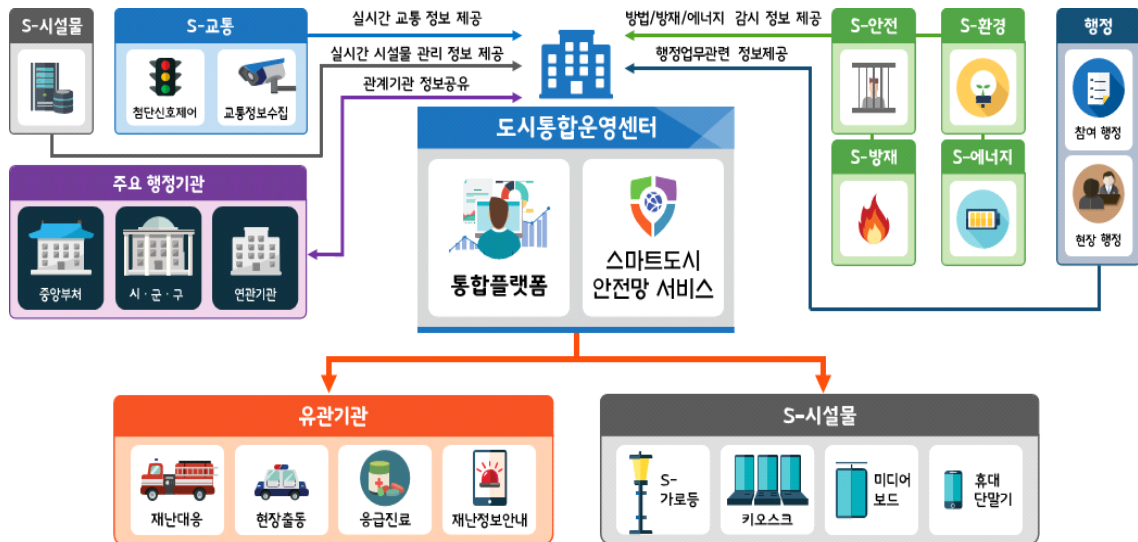 S-시설물
S-교통
첨단신호제어
교통정보수집
실시간 교통 정보 제공
실시간 시설물 관리 정보 제공
관계기관 정보공유
방법/방재/에너지 감시 정보 제공
행정업무관련 정보제공
S-안전
S-환경
S-방재
S-에너지
행정
참여 행정
현장 행정
주요 행정기관
중앙부처
시·군·구
연관기관
도시통합운영센터
통합플랫폼
스마트도시
안전망 서비스
유관기관
재난대응
현장출동
응급진료
재난정보안내
S-시설물
S-
가로등
키오스크
미디어
보드
휴대
단말기